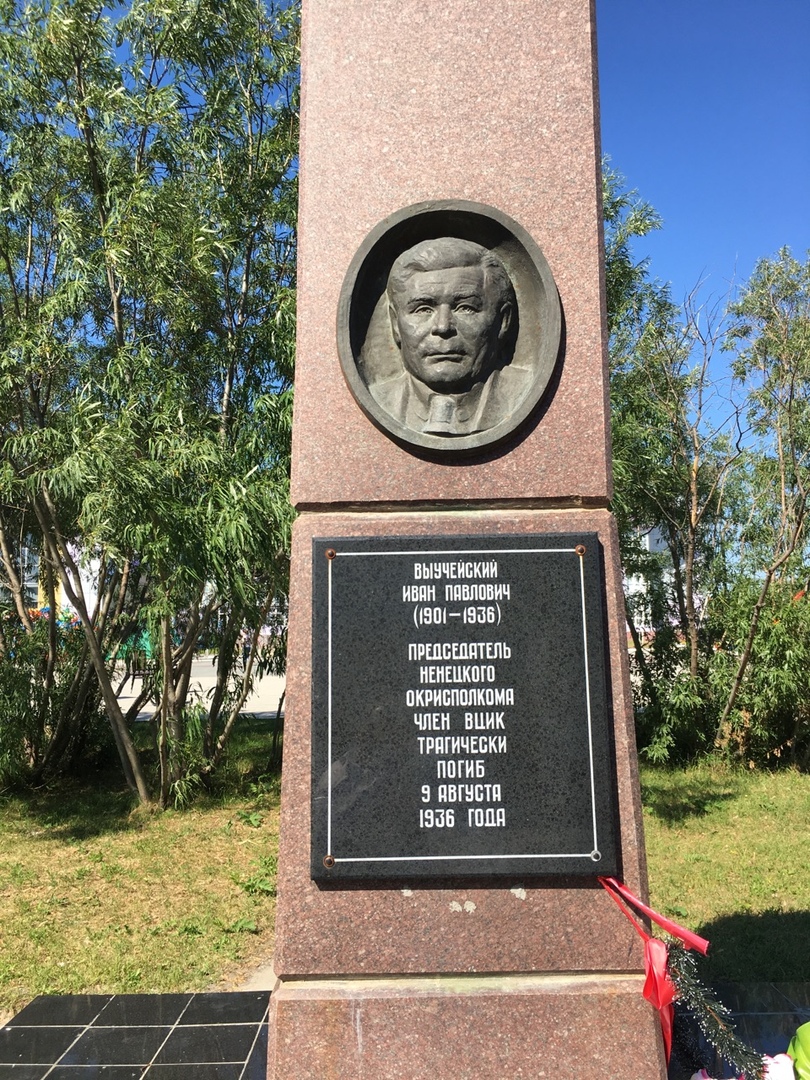 ВЫУЧЕЙСКИЙ
ИВАН ПАВЛОВИЧ
(1901—1936)
ПРЕДСЕДАТЕЛЬ
НЕНЕЦКОГО
ОКРИСПОЛКОМА
ЧЛЕН ВЦИК
ТРАГИЧЕСКИ
ПОГИБ
9 АВГУСТА
1936 ГОДА